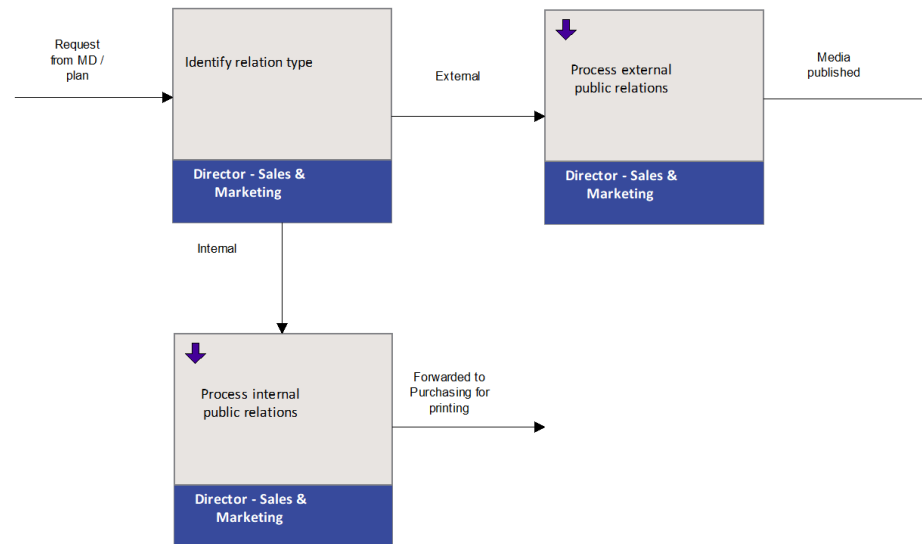 Request
from MD /
plan
Identify relation type
Director - Sales &
Marketing
External
Process external
public relations
Director - Sales &
Marketing
Media
published
Internal
Process internal
public relations
Director - Sales &
Marketing
Forwarded to
Purchasing for
printing